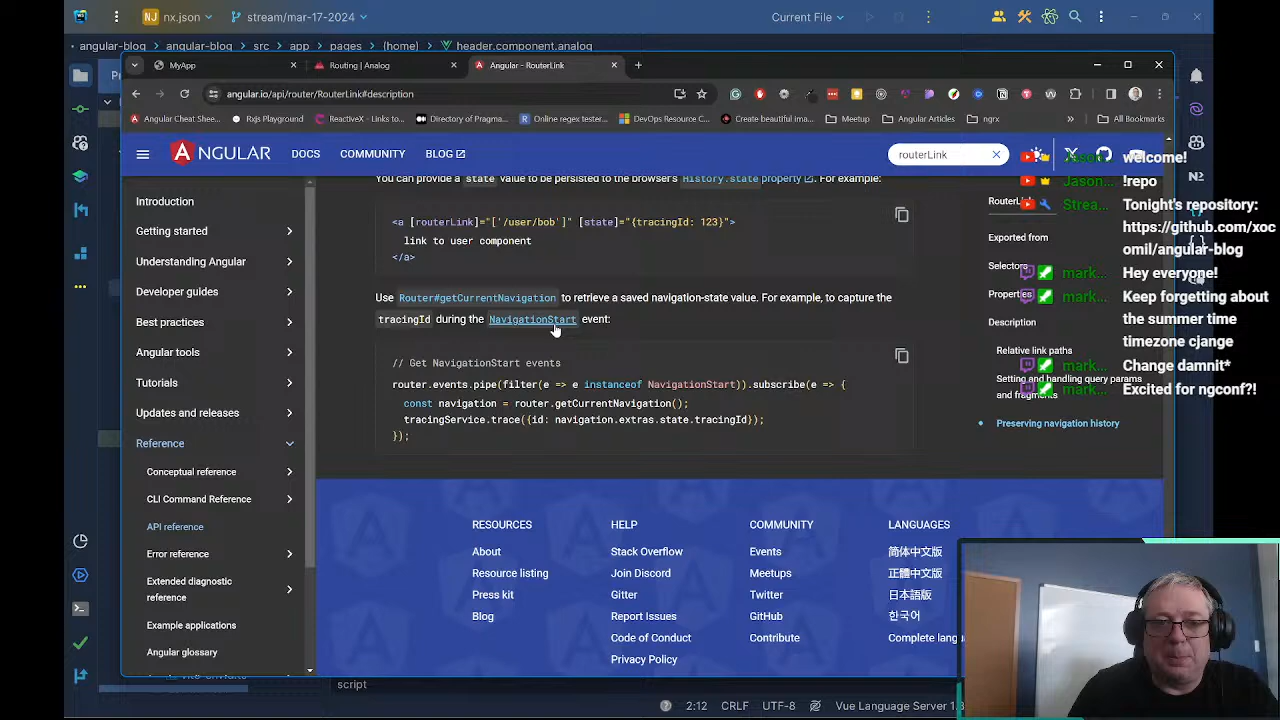 nx.json
stream/mar-17-2024
Current File
angular-blog
angular-blog
src
app
pages
(home)
header.component.analog
MyApp
Routing | Analog
Angular - RouterLink
angular.io/api/router/RouterLink#description
Angular Cheat Shee...
Rxjs Playground
ReactiveX - Links to...
Directory of Pragma...
Online regex tester...
DevOps Resource C...
Create beautiful ima...
Meetup
Angular Articles
ngrx
All Bookmarks
NGULAR
DOCS
COMMUNITY
BLOG
routerLink
Introduction
Getting started
Understanding Angular
Developer guides
Best practices
Angular tools
Tutorials
Updates and releases
Reference
Conceptual reference
CLI Command Reference
API reference
Error reference
Extended diagnostic
reference
Example applications
Angular glossary
You can provide a state value to be persisted to the browser's History.state property. For example:
<a [routerLink]="['/user/bob']" [state]="{tracingId: 123}">
link to user component
</a>
Use Router#getCurrentNavigation to retrieve a saved navigation-state value. For example, to capture the
tracingId during the NavigationStart event:
// Get NavigationStart events
router.events.pipe(filter(e => e instanceof NavigationStart)).subscribe(e => {
const navigation = router.getCurrentNavigation();
tracingService.trace({id: navigation.extras.state.tracingId});
});
RESOURCES
About
Resource listing
Press kit
Blog
HELP
Stack Overflow
Join Discord
Gitter
Report Issues
Code of Conduct
Privacy Policy
COMMUNITY
Events
Meetups
Twitter
GitHub
Contribute
LANGUAGES
简体中文版
正體中文版
日本語版
한국어
Complete langu
Exported from
Selectors
Properties
Description
Relative link paths
Setting and handling query params
and fragments
Preserving navigation history
Jason... welcome!
Jason... !repo
Strea... Tonight's repository:
https://github.com/xoc
omil/angular-blog
mark... Hey everyone!
mark... Keep forgetting about
the summer time
timezone cjange
mark... Change damnit*
mark... Excited for ngconf?!
script
2:12
CRLF
UTF-8
Vue Language Server 1.8